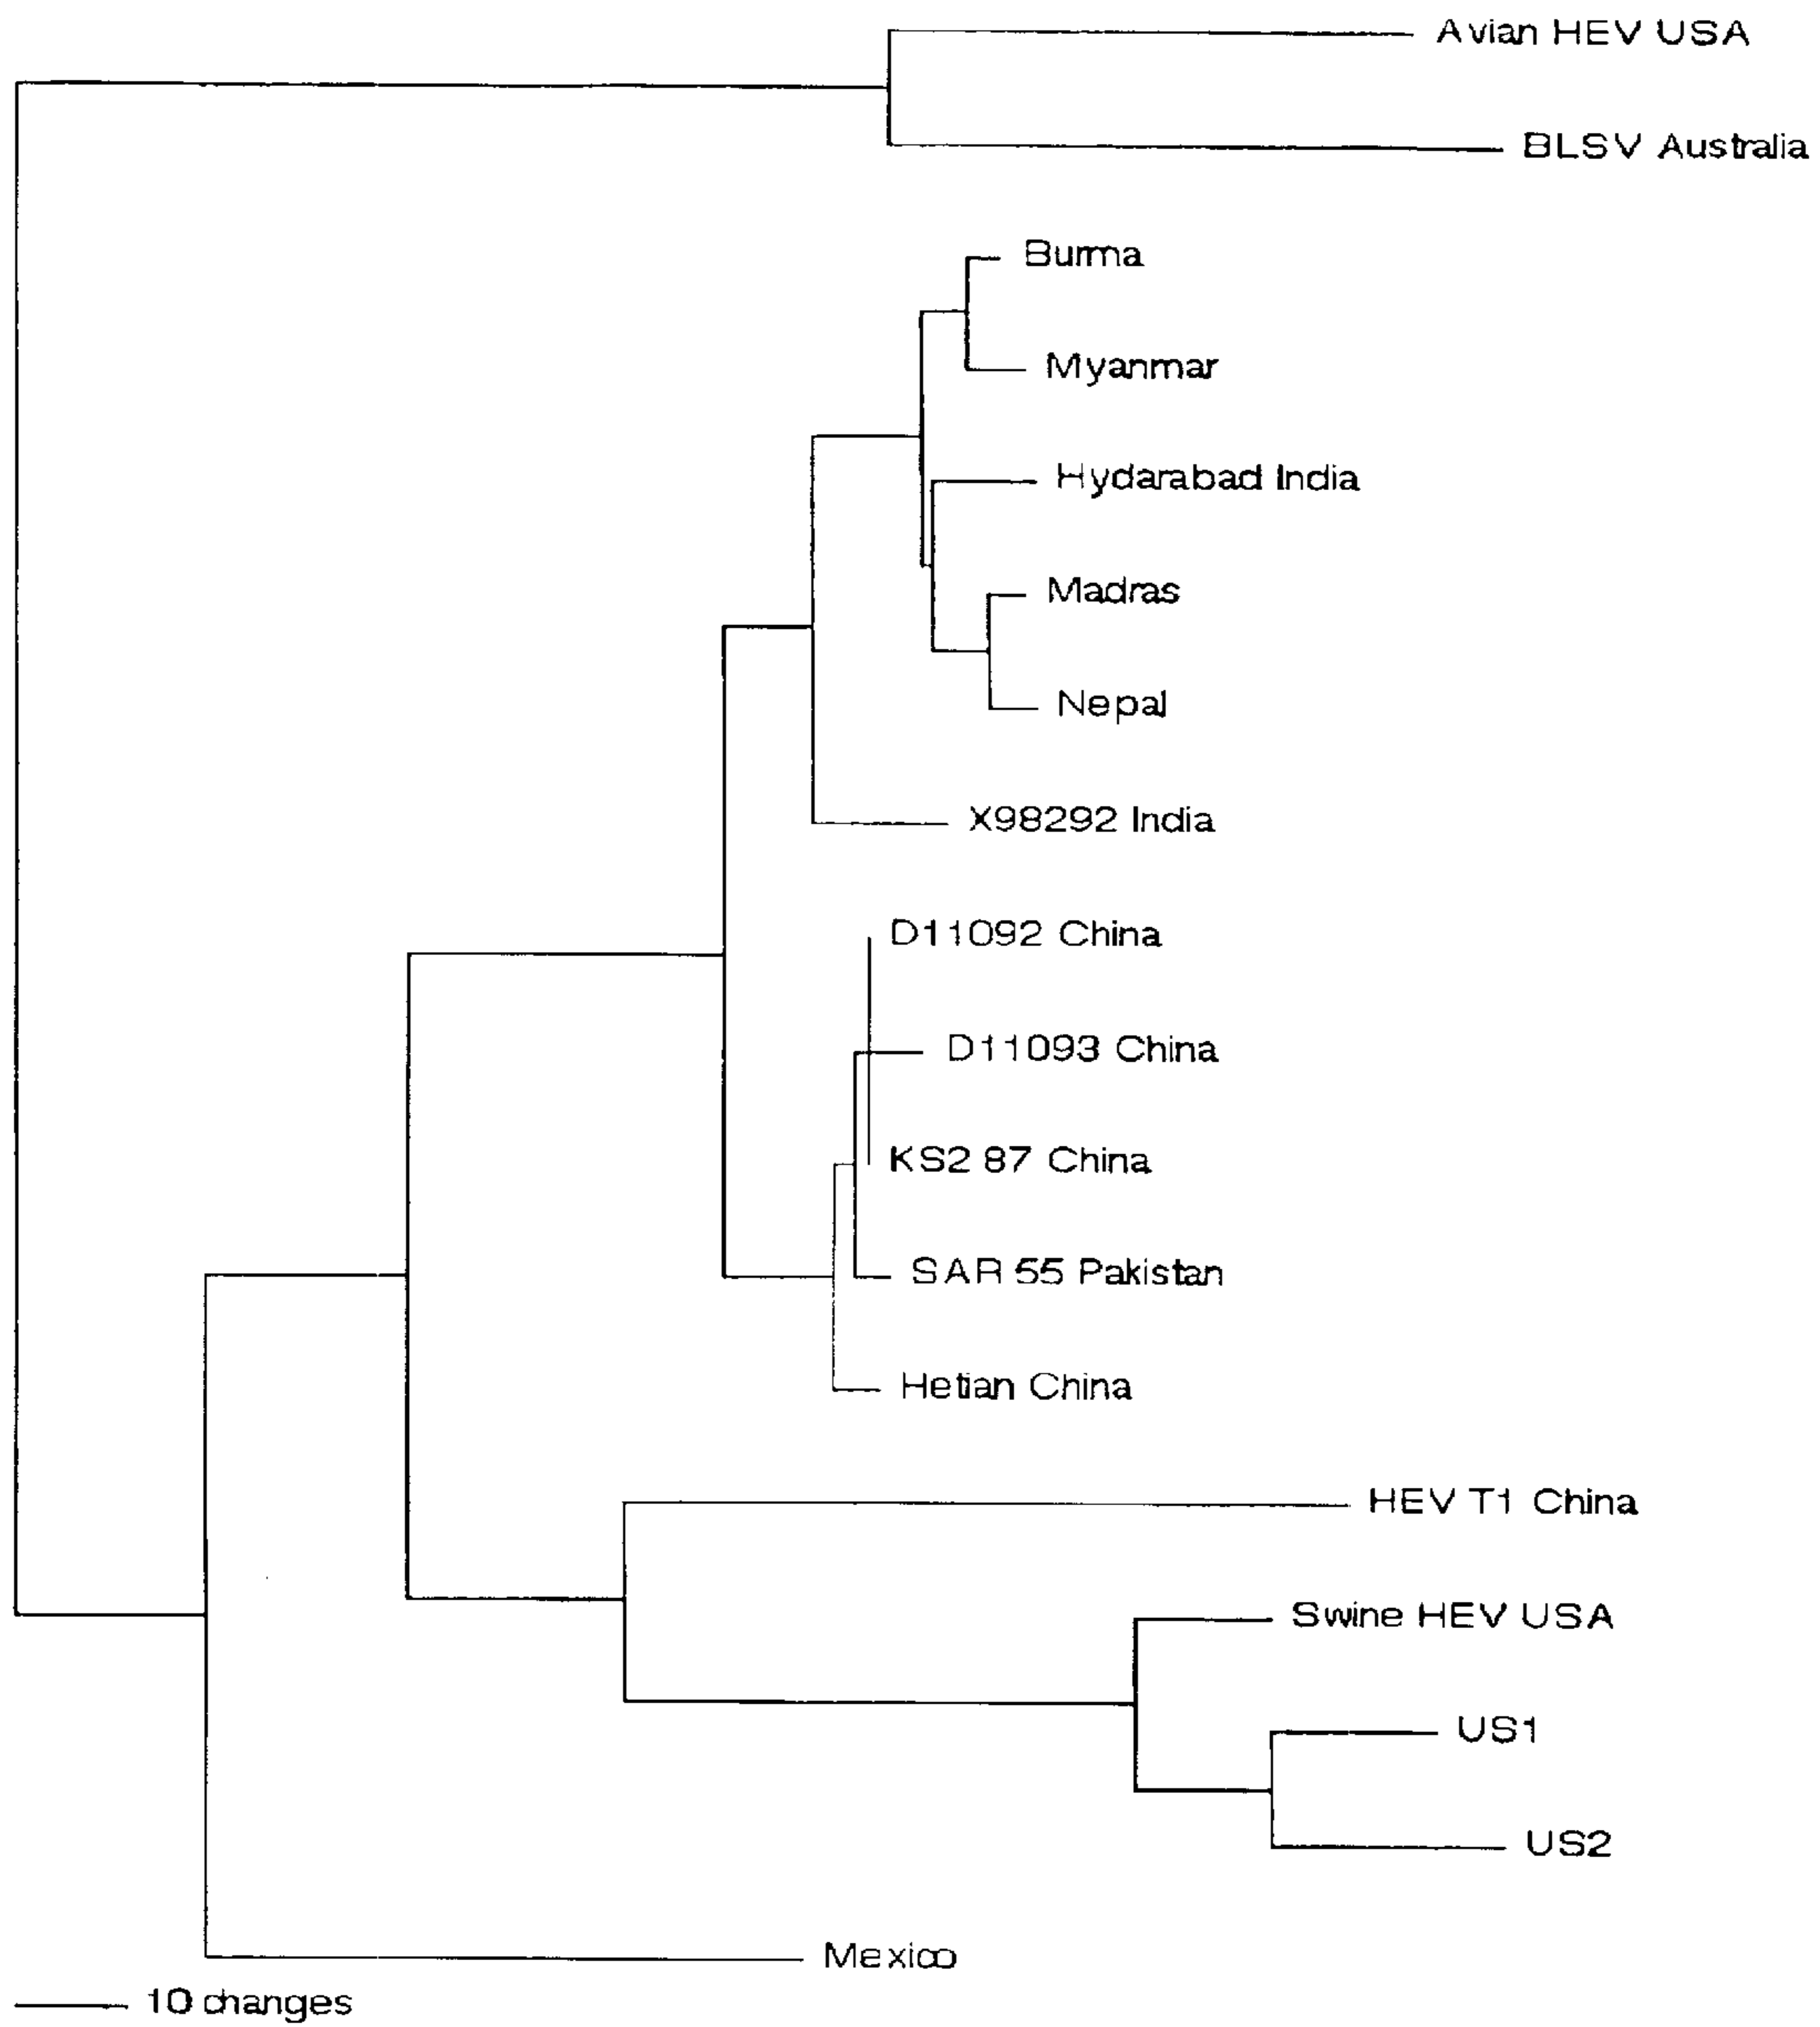 Avian HEV USA
BLSV Australia
Burma
Myanmar
Hydarabad India
Madras
Nepal
X98292 India
D11092 China
D11093 China
KS2 87 China
SAR 55 Pakistan
Hetian China
HEV T1 China
Swine HEV USA
US1
US2
Mexico
10 changes